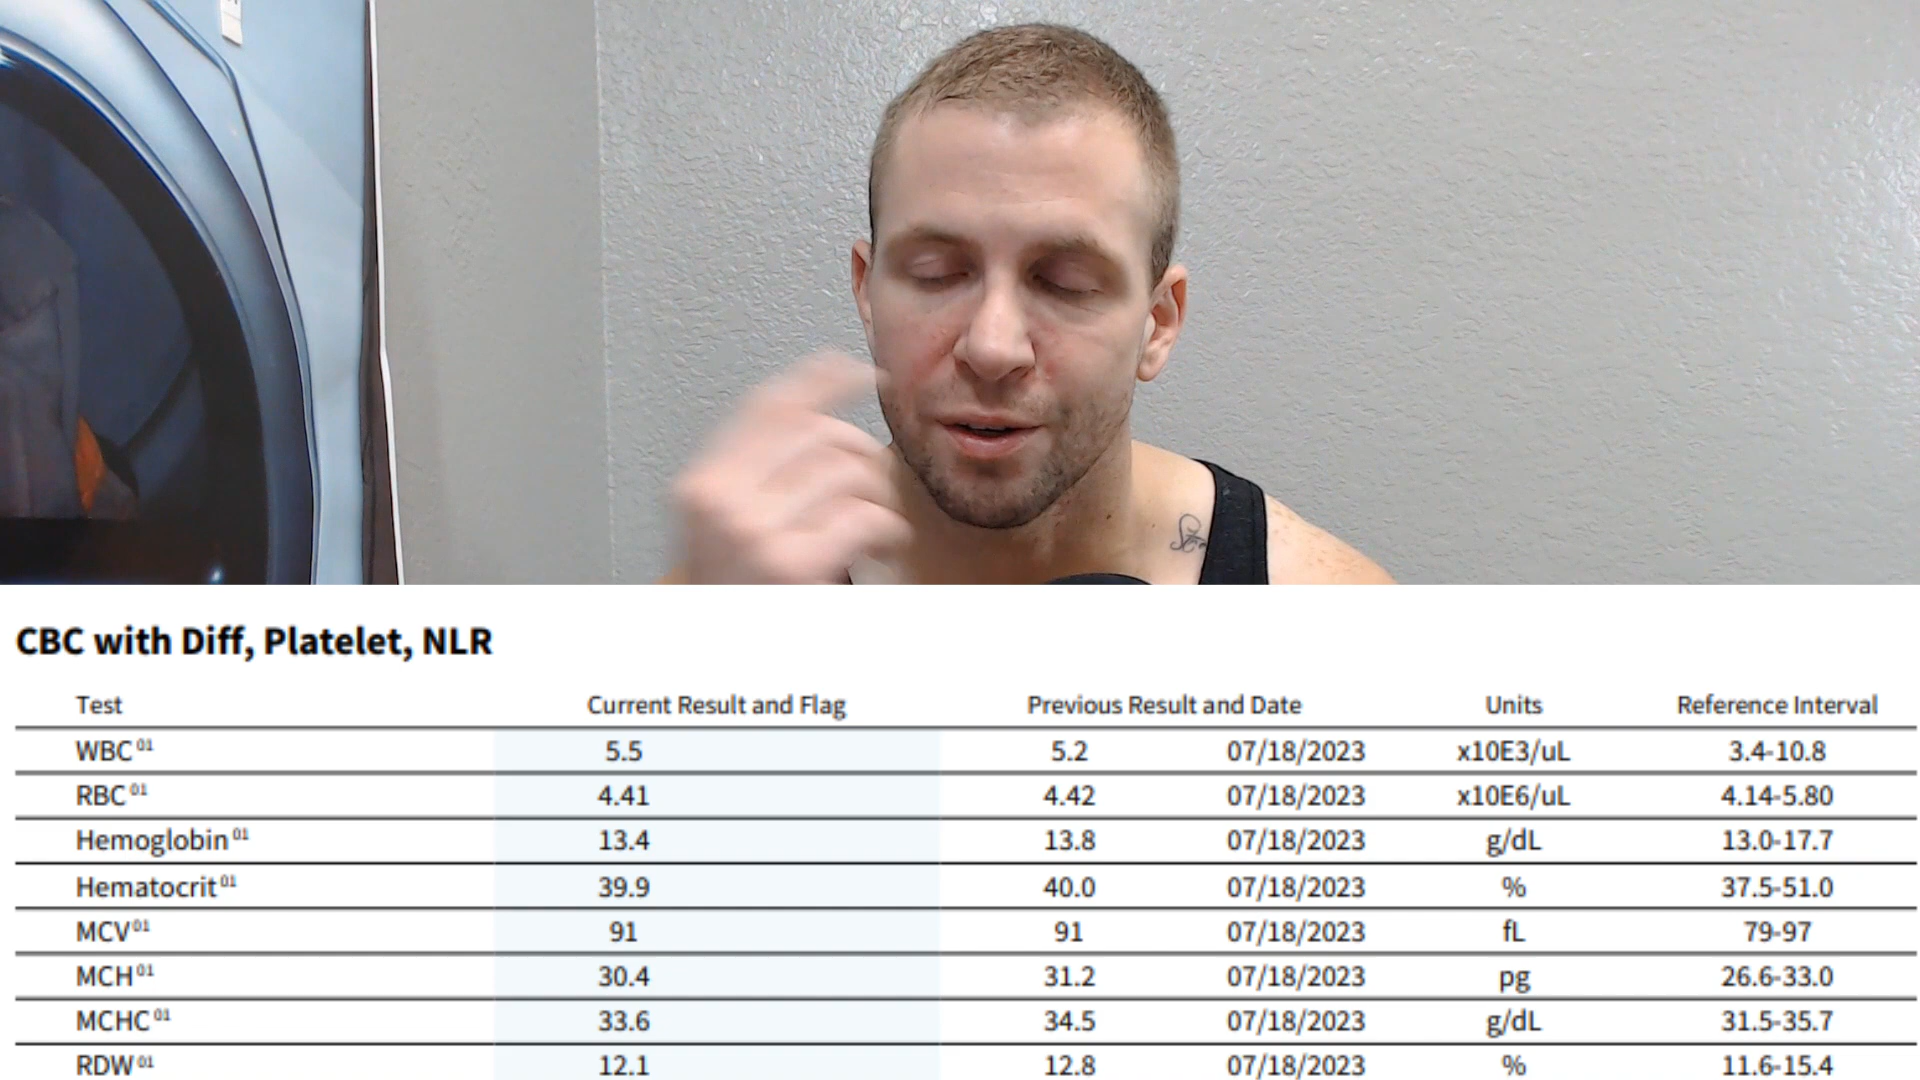 CBC with Diff, Platelet, NLR
Test Current Result and Flag Previous Result and Date Units Reference Interval
WBC 01 5.5 5.2 07/18/2023 x10E3/uL 3.4-10.8
RBC 01 4.41 4.42 07/18/2023 x10E6/uL 4.14-5.80
Hemoglobin 01 13.4 13.8 07/18/2023 g/dL 13.0-17.7
Hematocrit 01 39.9 40.0 07/18/2023 % 37.5-51.0
MCV 01 91 91 07/18/2023 fL 79-97
MCH 01 30.4 31.2 07/18/2023 pg 26.6-33.0
MCHC 01 33.6 34.5 07/18/2023 g/dL 31.5-35.7
RDW 01 12.1 12.8 07/18/2023 % 11.6-15.4